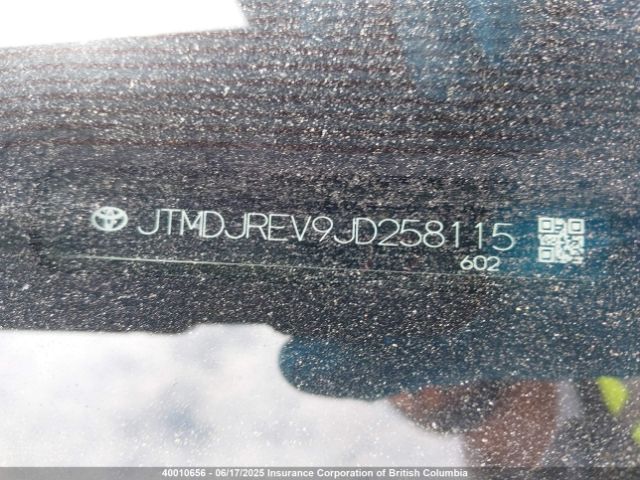 JTMDJREV9JD258115
602
40010656 - 06/17/2025 Insurance Corporation of British Columbia